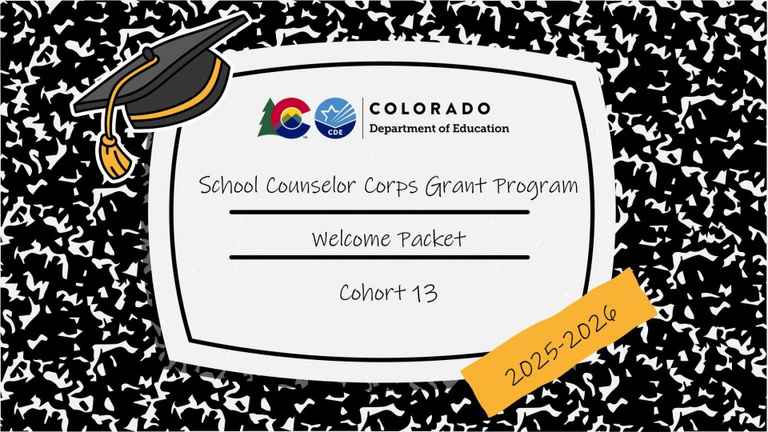 COLORADO
Department of Education
CDE
School Counselor Corps Grant Program
Welcome Packet
Cohort 13
2025-2026